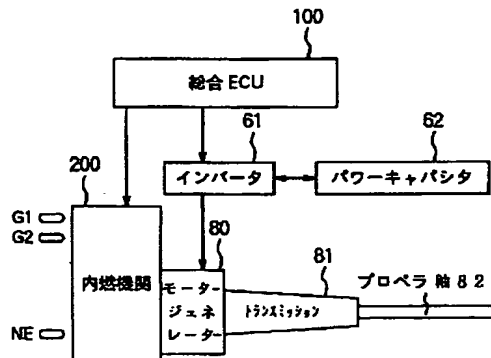 100
総合 ECU
61
62
インバータ
パワーキャパシタ
200
G1
G2
内燃機関
80
モーター
ジェネ
レーター
81
トランスミッション
プロペラ軸 82
NE